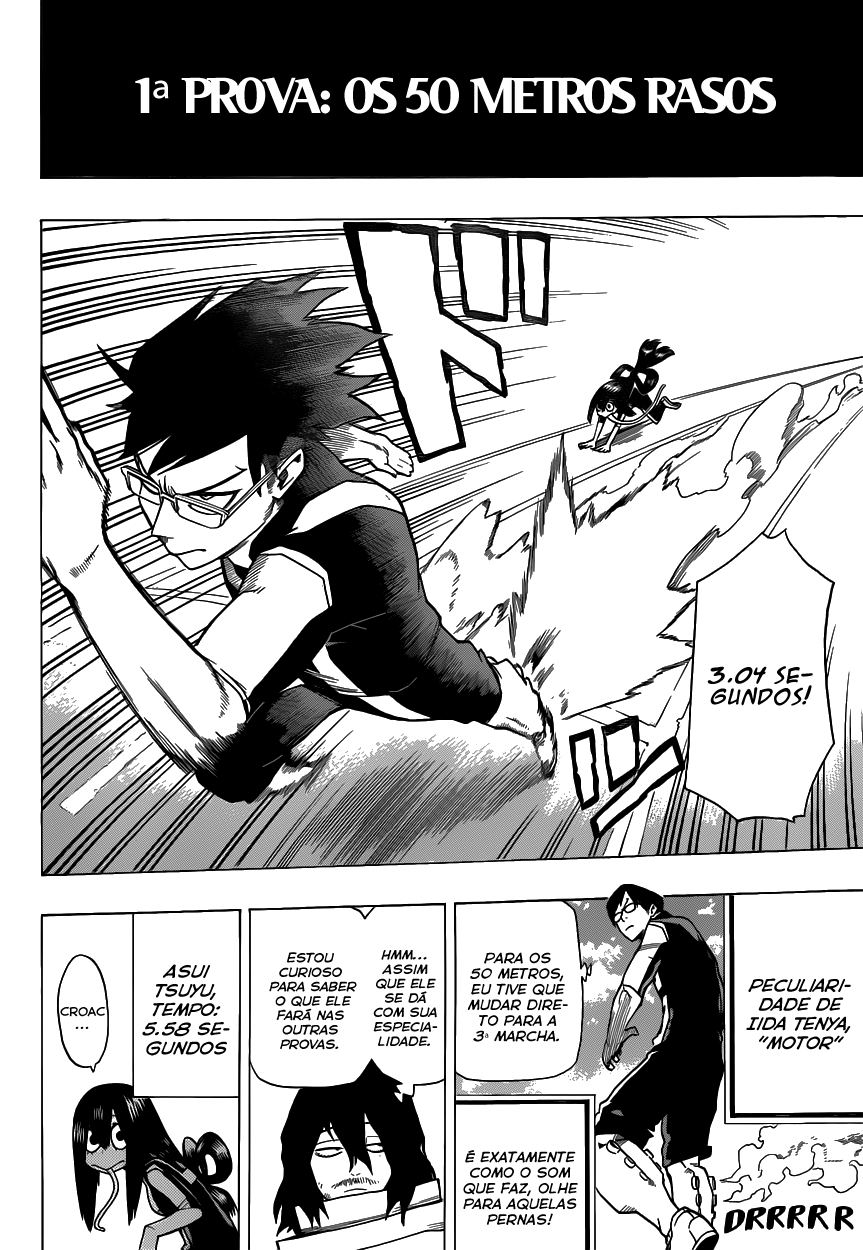 1ª PROVA: OS 50 METROS RASOS
ド!!
3.04 SE-
GUNDOS!
ド!!
PECULIARI-
DADE DE
IIDA TENYA,
“MOTOR”
PARA OS
50 METROS,
EU TIVE QUE
MUDAR DIRE-
TO PARA A
3ª MARCHA.
É EXATAMENTE
COMO O SOM
QUE FAZ, OLHE
PARA AQUELAS
PERNAS!
DRRRRR
HMM...
ASSIM
QUE ELE
SE DÁ
COM SUA
ESPECIA-
LIDADE.
ESTOU
CURIOSO
PARA SABER
O QUE ELE
FARÁ NAS
OUTRAS
PROVAS.
ASUI
TSUYU,
TEMPO:
5.58 SE-
GUNDOS
CROAC
...